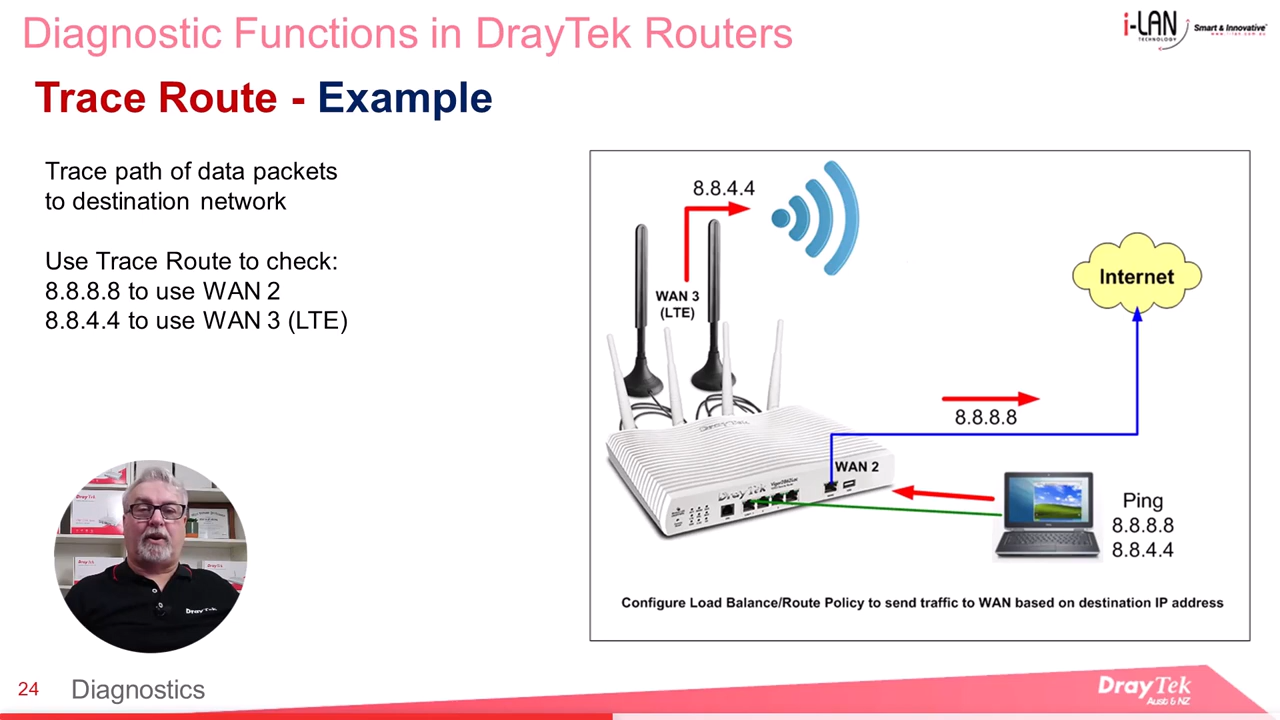 Diagnostic Functions in DrayTek Routers
i-LAN
TECHNOLOGY
Smart & Innovative
Trace Route - Example
Trace path of data packets
to destination network
Use Trace Route to check:
8.8.8.8 to use WAN 2
8.8.4.4 to use WAN 3 (LTE)
8.8.4.4
WAN 3
(LTE)
Internet
8.8.8.8
WAN 2
DrayTek
Ping
8.8.8.8
8.8.4.4
Configure Load Balance/Route Policy to send traffic to WAN based on destination IP address
DrayTek
DrayTek
24
Diagnostics
DrayTek
Aust & NZ